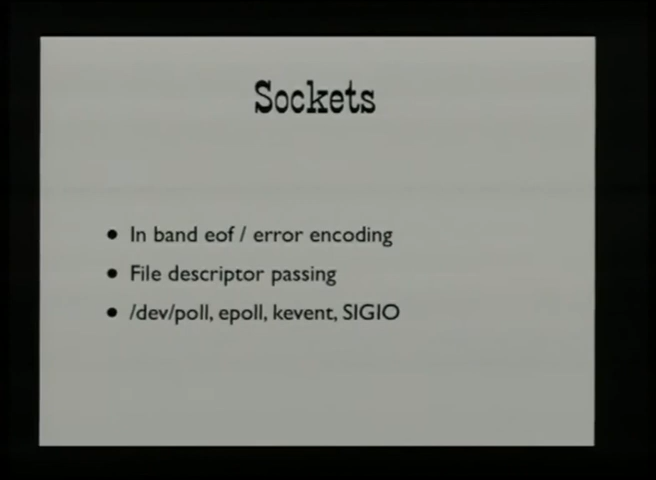 Sockets
• In band eof / error encoding
• File descriptor passing
• /dev/poll, epoll, kevent, SIGIO